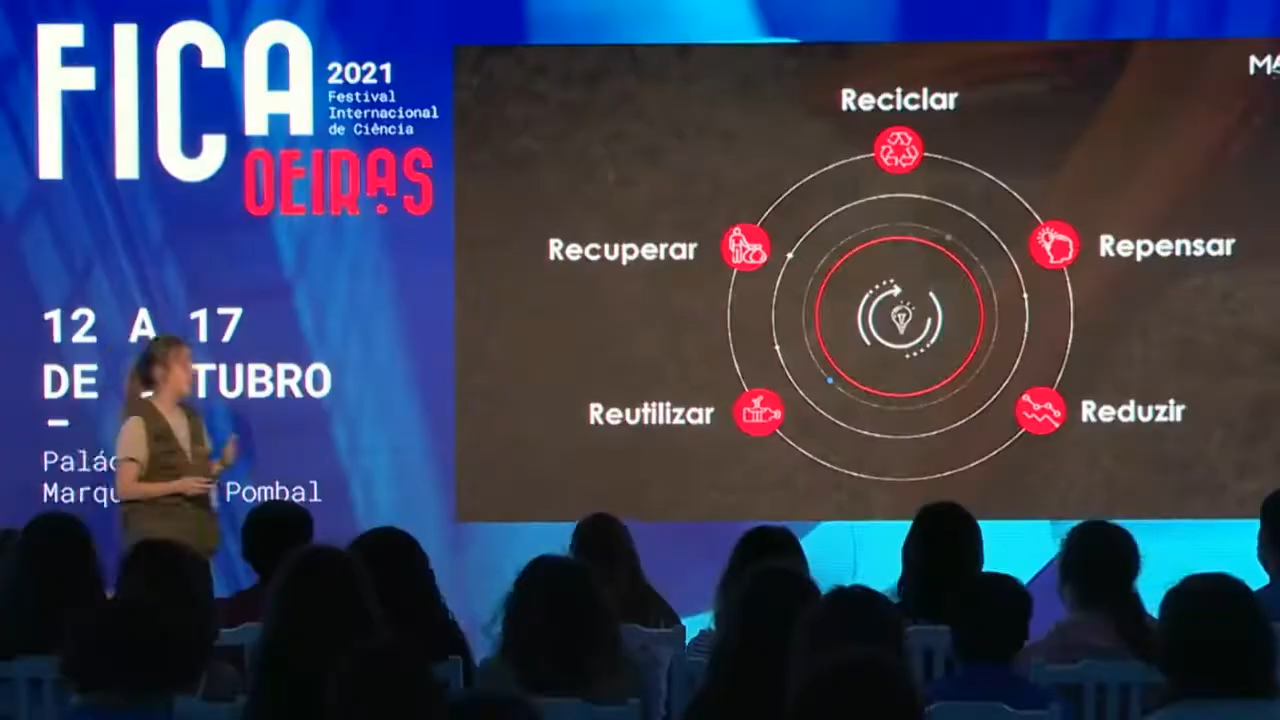 FICA
2021
Festival
Internacional
de Ciência
OEIRAS
12 A 17
DE TUBRO
Pombal
Reciclar
Recuperar
Repensar
Reutilizar
Reduzir